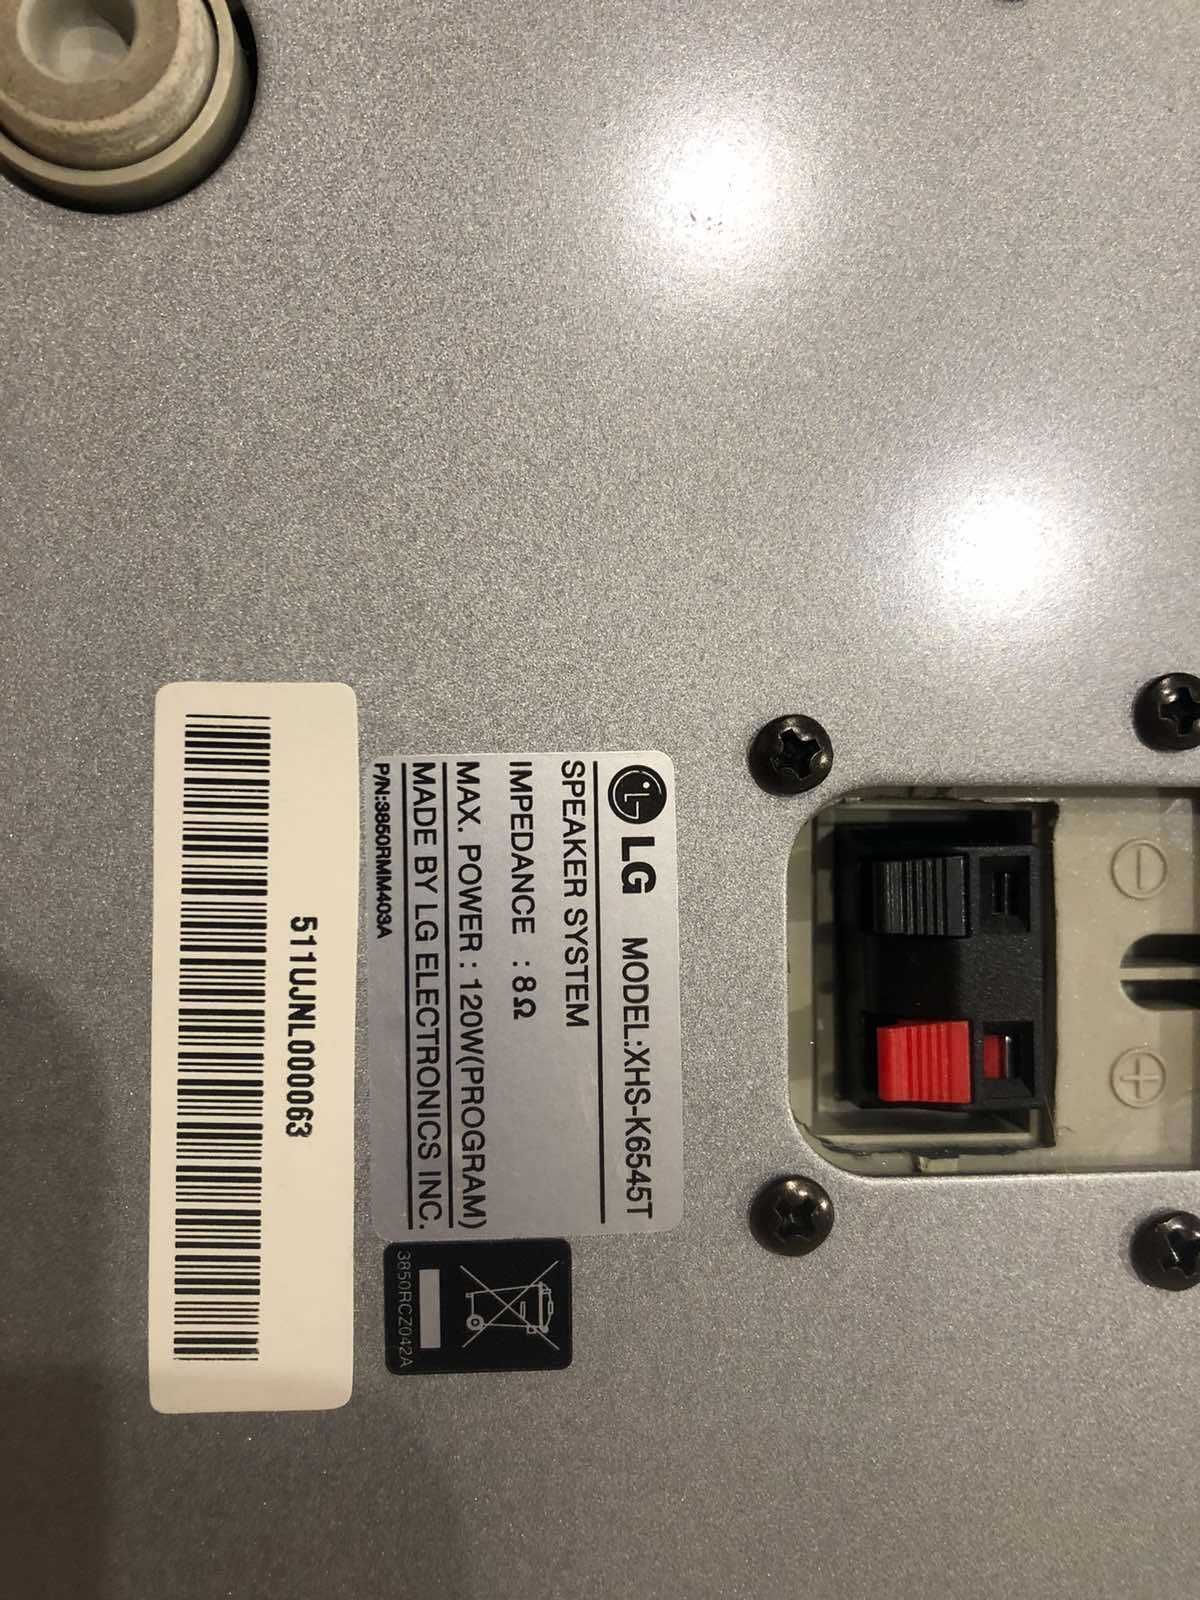 LG MODEL:XHS-K6545T
SPEAKER SYSTEM
IMPEDANCE : 8Ω
MAX. POWER : 120W(PROGRAM)
MADE BY LG ELECTRONICS INC.
P/N:3850RMM403A
3850RCZ042A
511UJNL000063
−
+